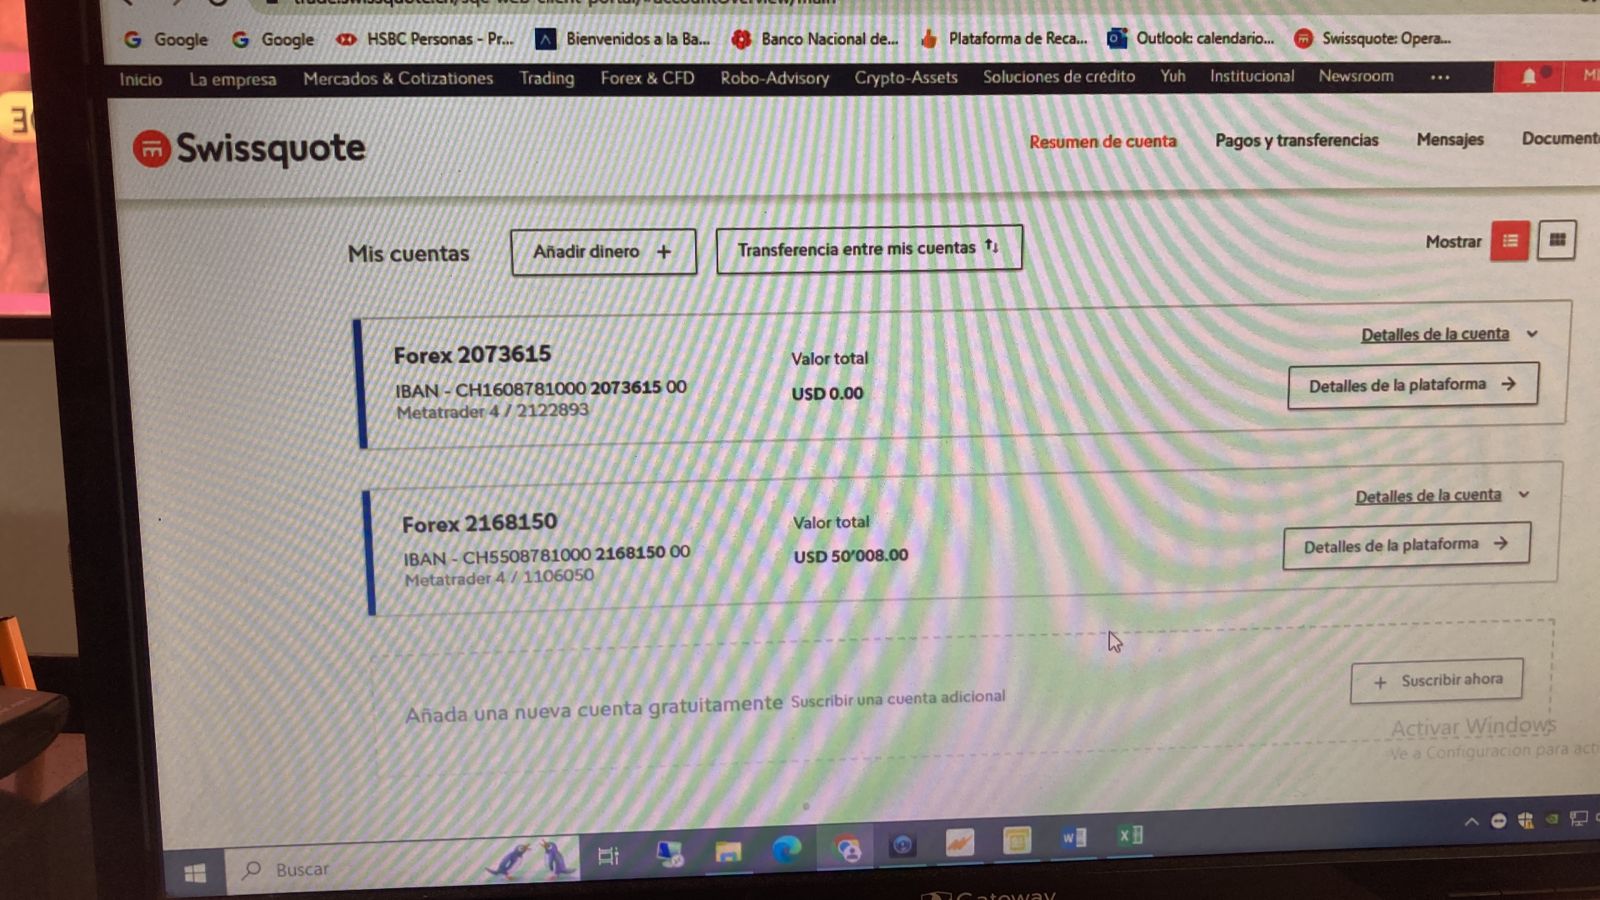 Google
Google
HSBC Personas - Pr...
Bienvenidos a la Ba...
Banco Nacional de...
Plataforma de Reca...
Outlook: calendario...
Swissquote: Opera...
Inicio
La empresa
Mercados & Cotizationes
Trading
Forex & CFD
Robo-Advisory
Crypto-Assets
Soluciones de crédito
Yuh
Institucional
Newsroom
Swissquote
Resumen de cuenta
Pagos y transferencias
Mensajes
Document
Mis cuentas
Añadir dinero +
Transferencia entre mis cuentas
Mostrar
Forex 2073615
IBAN - CH1608781000 2073615 00
Metatrader 4 / 2122893
Valor total
USD 0.00
Detalles de la cuenta
Detalles de la plataforma →
Forex 2168150
IBAN - CH5508781000 2168150 00
Metatrader 4 / 1106050
Valor total
USD 50'008.00
Detalles de la cuenta
Detalles de la plataforma →
Añada una nueva cuenta gratuitamente Suscribir una cuenta adicional
+ Suscribir ahora
Activar Windows
Ve a Configuración para acti
Buscar